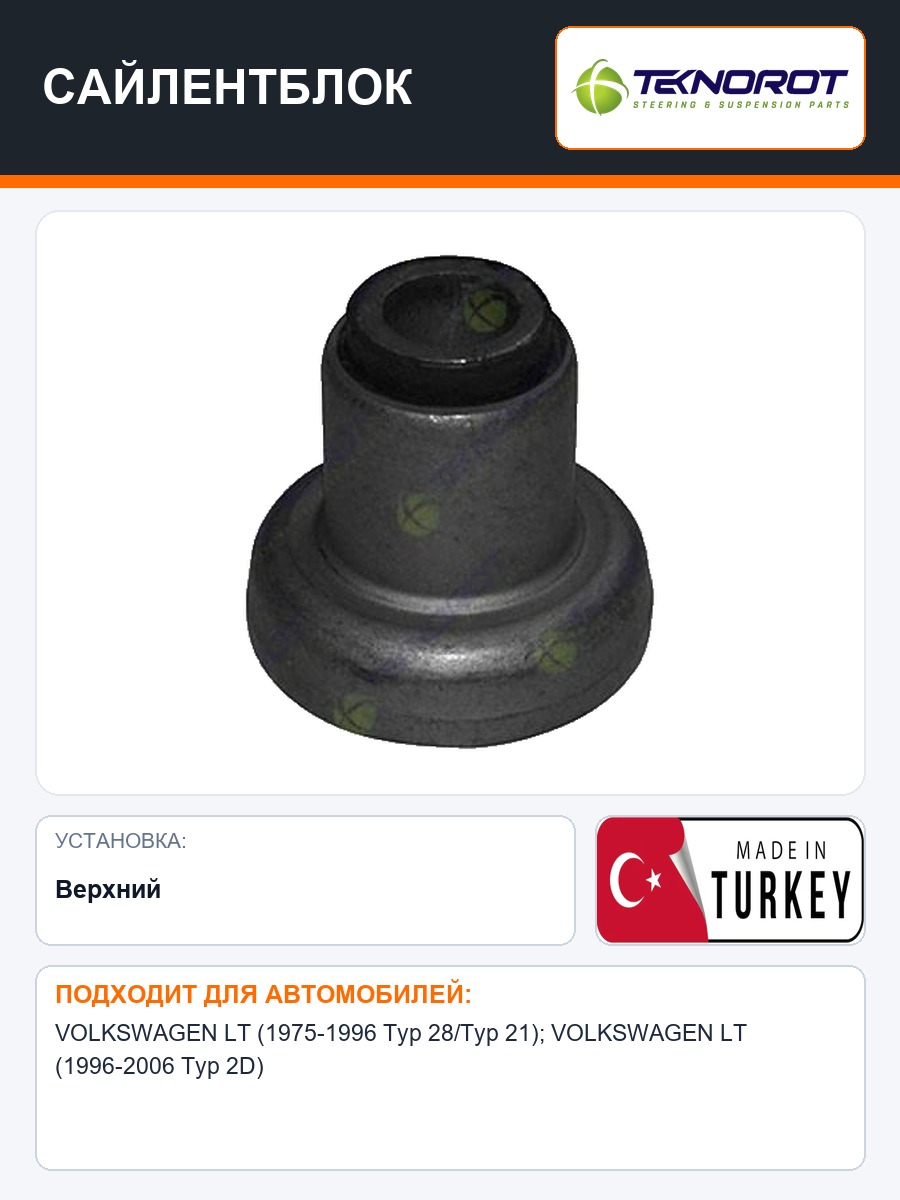 САЙЛЕНТБЛОК
TEKNOROT
STEERING & SUSPENSION PARTS
УСТАНОВКА:
Верхний
MADE IN
TURKEY
ПОДХОДИТ ДЛЯ АВТОМОБИЛЕЙ:
VOLKSWAGEN LT (1975-1996 Typ 28/Typ 21); VOLKSWAGEN LT
(1996-2006 Typ 2D)